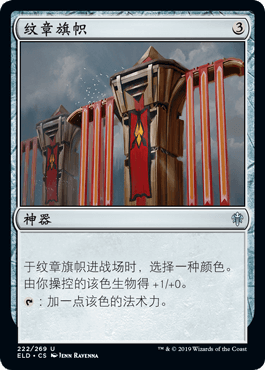 纹章旗帜 3
神器
于纹章旗帜进战场时，选择一种颜色。
由你操控的该色生物得 +1/+0。
：加一点该色的法术力。
222/269 U
ELD • CS Jenn Ravenna
™ & © 2019 Wizards of the Coast